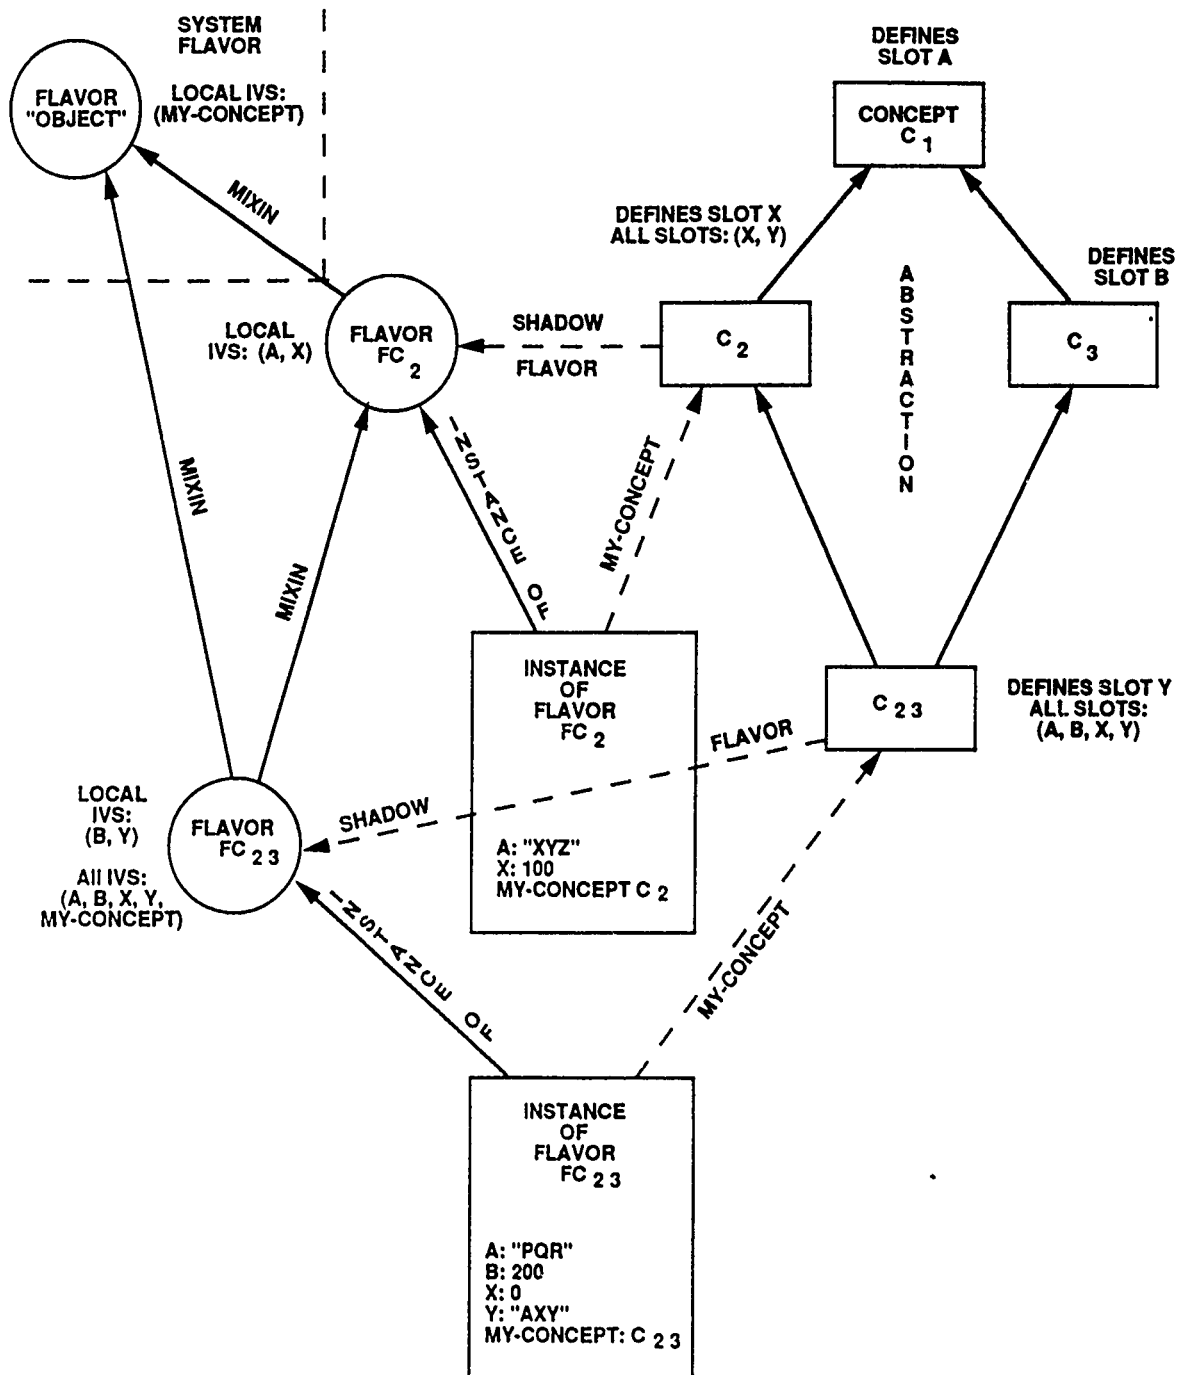 SYSTEM
FLAVOR
FLAVOR
"OBJECT"
LOCAL IVS:
(MY-CONCEPT)
DEFINES
SLOT A
CONCEPT
C 1
MIXIN
DEFINES SLOT X
ALL SLOTS: (X, Y)
DEFINES
SLOT B
ABSTRACTION
LOCAL
IVS: (A, X)
FLAVOR
FC 2
SHADOW
FLAVOR
C 2
C 3
MIXIN
MIXIN
INSTANCE OF
MY-CONCEPT
INSTANCE
OF
FLAVOR
FC 2
A: "XYZ"
X: 100
MY-CONCEPT C 2
C 2 3
DEFINES SLOT Y
ALL SLOTS:
(A, B, X, Y)
SHADOW FLAVOR
LOCAL
IVS:
(B, Y)
All IVS:
(A, B, X, Y,
MY-CONCEPT)
FLAVOR
FC 2 3
INSTANCE OF
MY-CONCEPT
INSTANCE
OF
FLAVOR
FC 2 3
A: "PQR"
B: 200
X: 0
Y: "AXY"
MY-CONCEPT: C 2 3